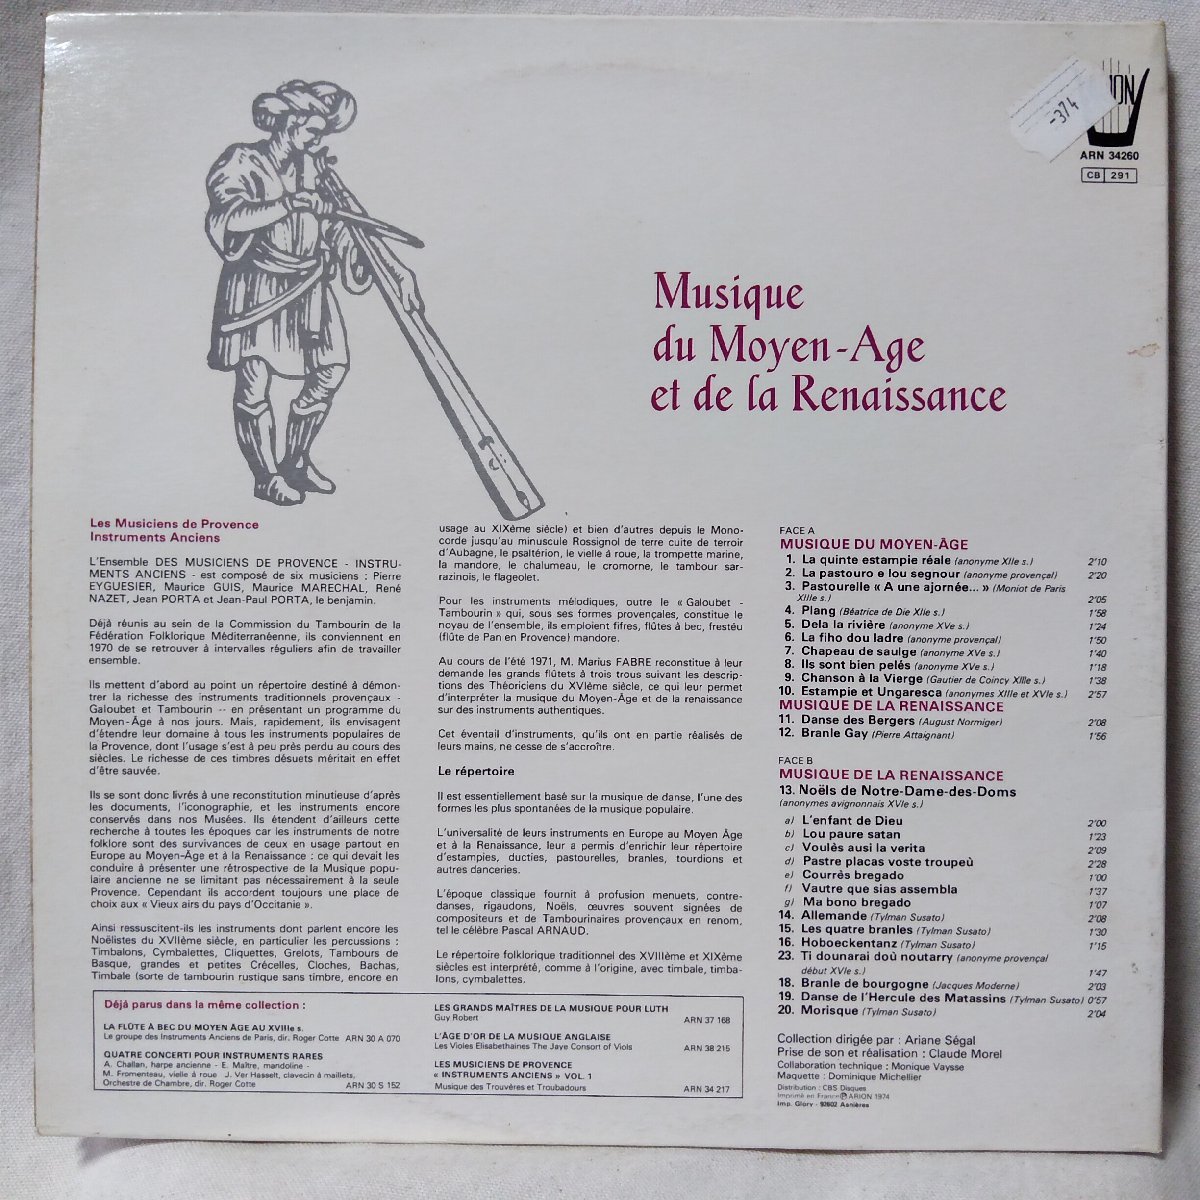 -374
ION
ARN 34260
CB 291
Musique
du Moyen-Age
et de la Renaissance
Les Musiciens de Provence
Instruments Anciens
L'Ensemble DES MUSICIENS DE PROVENCE - INSTRU-
MENTS ANCIENS - est composé de six musiciens : Pierre
EYGUESIER, Maurice GUIS, Maurice MARECHAL, René
NAZET, Jean PORTA et Jean-Paul PORTA, le benjamin.
Déjà réunis au sein de la Commission du Tambourin de la
Fédération Folklorique Méditerranéenne, ils conviennent en
1970 de se retrouver à intervalles réguliers afin de travailler
ensemble.
Ils mettent d'abord au point un répertoire destiné à démon-
trer la richesse des instruments traditionnels provençaux -
Galoubet et Tambourin -- en présentant un programme du
Moyen-Âge à nos jours. Mais, rapidement, ils envisagent
d'étendre leur domaine à tous les instruments populaires de
la Provence, dont l'usage s'est à peu près perdu au cours des
siècles. Le richesse de ces timbres désuets méritait en effet
d'être sauvée.
Ils se sont donc livrés à une reconstitution minutieuse d'après
les documents, l'iconographie, et les instruments encore
conservés dans nos Musées. Ils étendent d'ailleurs cette
recherche à toutes les époques car les instruments de notre
folklore sont des survivances de ceux en usage partout en
Europe au Moyen-Âge et à la Renaissance : ce qui devait les
conduire à présenter une rétrospective de la Musique popu-
laire ancienne ne se limitant pas nécessairement à la seule
Provence. Cependant ils accordent toujours une place de
choix aux « Vieux airs du pays d'Occitanie ».
Ainsi ressuscitent-ils les instruments dont parlent encore les
Noëlistes du XVIIème siècle, en particulier les percussions :
Timbalons, Cymbalettes, Cliquettes, Grelots, Tambours de
Basque, grandes et petites Crécelles, Cloches, Bachas,
Timbale (sorte de tambourin rustique sans timbre, encore en
usage au XIXème siècle) et bien d'autres depuis le Mono-
corde jusqu'au minuscule Rossignol de terre cuite de terroir
d'Aubagne, le psaltérion, le vielle à roue, la trompette marine,
la mandore, le chalumeau, le cromorne, le tambour sar-
razinois, le flageolet.
Pour les instruments mélodiques, outre le « Galoubet -
Tambourin » qui, sous ses formes provençales, constitue le
noyau de l'ensemble, ils emploient fifres, flûtes à bec, frestéu
(flûte de Pan en Provence) mandore.
Au cours de l'été 1971, M. Marius FABRE reconstitue à leur
demande les grands flûtets à trois trous suivant les descrip-
tions des Théoriciens du XVIème siècle, ce qui leur permet
d'interpréter la musique du Moyen-Âge et de la renaissance
sur des instruments authentiques.
Cet éventail d'instruments, qu'ils ont en partie réalisés de
leurs mains, ne cesse de s'accroître.
Le répertoire
Il est essentiellement basé sur la musique de danse, l'une des
formes les plus spontanées de la musique populaire.
L'universalité de leurs instruments en Europe au Moyen Âge
et à la Renaissance, leur a permis d'enrichir leur répertoire
d'estampies, ducties, pastourelles, branles, tourdions et
autres danceries.
L'époque classique fournit à profusion menuets, contre-
danses, rigaudons, Noëls, œuvres souvent signées de
compositeurs et de Tambourinaires provençaux en renom,
tel le célèbre Pascal ARNAUD.
Le répertoire folklorique traditionnel des XVIIIème et XIXème
siècles est interprété, comme à l'origine, avec timbale, timba-
lons, cymbalettes.
FACE A
MUSIQUE DU MOYEN-ÂGE
1. La quinte estampie réale (anonyme XIIe s.) 2'10
2. La pastouro e lou segnour (anonyme provençal) 2'20
3. Pastourelle « A une ajornée... » (Moniot de Paris
XIIIe s.) 2'05
4. Plang (Béatrice de Die XIIe s.) 1'58
5. Dela la rivière (anonyme XVe s.) 1'24
6. La fiho dou ladre (anonyme provençal) 1'50
7. Chapeau de saulge (anonyme XVe s.) 1'40
8. Ils sont bien pelés (anonyme XVe s.) 1'18
9. Chanson à la Vierge (Gautier de Coincy XIIIe s.) 1'38
10. Estampie et Ungaresca (anonymes XIIIe et XVIe s.) 2'57
MUSIQUE DE LA RENAISSANCE
11. Danse des Bergers (August Normiger) 2'08
12. Branle Gay (Pierre Attaignant) 1'56
FACE B
MUSIQUE DE LA RENAISSANCE
13. Noëls de Notre-Dame-des-Doms
(anonymes avignonnais XVIe s.)
a) L'enfant de Dieu 2'00
b) Lou paure satan 1'23
c) Voulès ausi la verita 2'09
d) Pastre placas voste troupeù 2'28
e) Courrès bregado 1'00
f) Vautre que sias assembla 1'37
g) Ma bono bregado 1'07
14. Allemande (Tylman Susato) 2'08
15. Les quatre branles (Tylman Susato) 1'30
16. Hoboeckentanz (Tylman Susato) 1'15
23. Ti dounarai doù noutarry (anonyme provençal
début XVIe s.) 1'47
18. Branle de bourgogne (Jacques Moderne) 2'03
19. Danse de l'Hercule des Matassins (Tylman Susato) 0'57
20. Morisque (Tylman Susato) 2'04
Collection dirigée par : Ariane Ségal
Prise de son et réalisation : Claude Morel
Collaboration technique : Monique Vaysse
Maquette : Dominique Michellier
Distribution : CBS Disques
Imprimé en France Ⓟ ARION 1974
Imp. Glory - 92602 Asnières
Déjà parus dans la même collection :
LA FLÛTE À BEC DU MOYEN ÂGE AU XVIIIe s.
Le groupe des Instruments Anciens de Paris, dir. Roger Cotte ARN 30 A 070
QUATRE CONCERTI POUR INSTRUMENTS RARES
A. Challan, harpe ancienne - E. Maître, mandoline -
M. Fromenteau, vielle à roue J. Ver Hasselt, clavecin à maillets,
Orchestre de Chambre, dir. Roger Cotte ARN 30 S 152
LES GRANDS MAÎTRES DE LA MUSIQUE POUR LUTH
Guy Robert ARN 37 168
L'ÂGE D'OR DE LA MUSIQUE ANGLAISE
Les Violes Elisabethaines The Jaye Consort of Viols ARN 38 215
LES MUSICIENS DE PROVENCE
« INSTRUMENTS ANCIENS » VOL. 1
Musique des Trouvères et Troubadours ARN 34 217